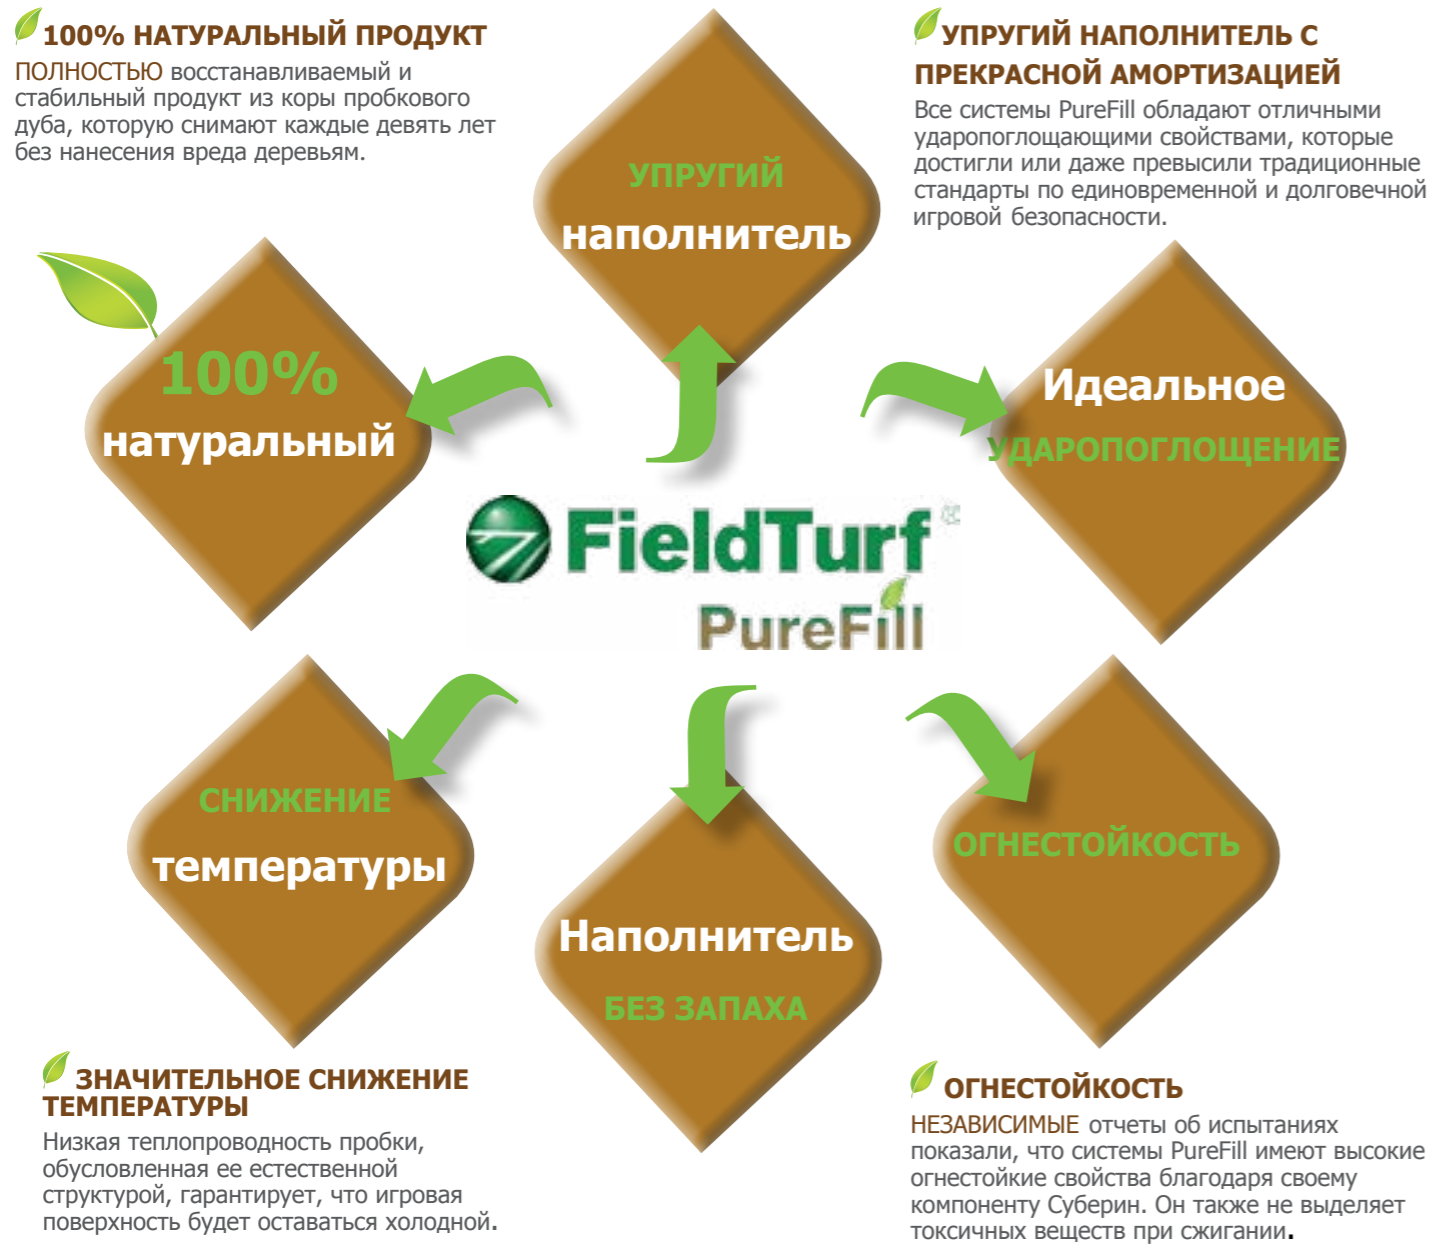 100% НАТУРАЛЬНЫЙ ПРОДУКТ
ПОЛНОСТЬЮ восстанавливаемый и
стабильный продукт из коры пробкового
дуба, которую снимают каждые девять лет
без нанесения вреда деревьям.
УПРУГИЙ НАПОЛНИТЕЛЬ С
ПРЕКРАСНОЙ АМОРТИЗАЦИЕЙ
Все системы PureFill обладают отличными
ударопоглощающими свойствами, которые
достигли или даже превысили традиционные
стандарты по единовременной и долговечной
игровой безопасности.
УПРУГИЙ
наполнитель
100%
натуральный
Идеальное
УДАРОПОГЛОЩЕНИЕ
FieldTurf®
PureFill
СНИЖЕНИЕ
температуры
Наполнитель
БЕЗ ЗАПАХА
ОГНЕСТОЙКОСТЬ
ЗНАЧИТЕЛЬНОЕ СНИЖЕНИЕ
ТЕМПЕРАТУРЫ
Низкая теплопроводность пробки,
обусловленная ее естественной
структурой, гарантирует, что игровая
поверхность будет оставаться холодной.
ОГНЕСТОЙКОСТЬ
НЕЗАВИСИМЫЕ отчеты об испытаниях
показали, что системы PureFill имеют высокие
огнестойкие свойства благодаря своему
компоненту Суберин. Он также не выделяет
токсичных веществ при сжигании.